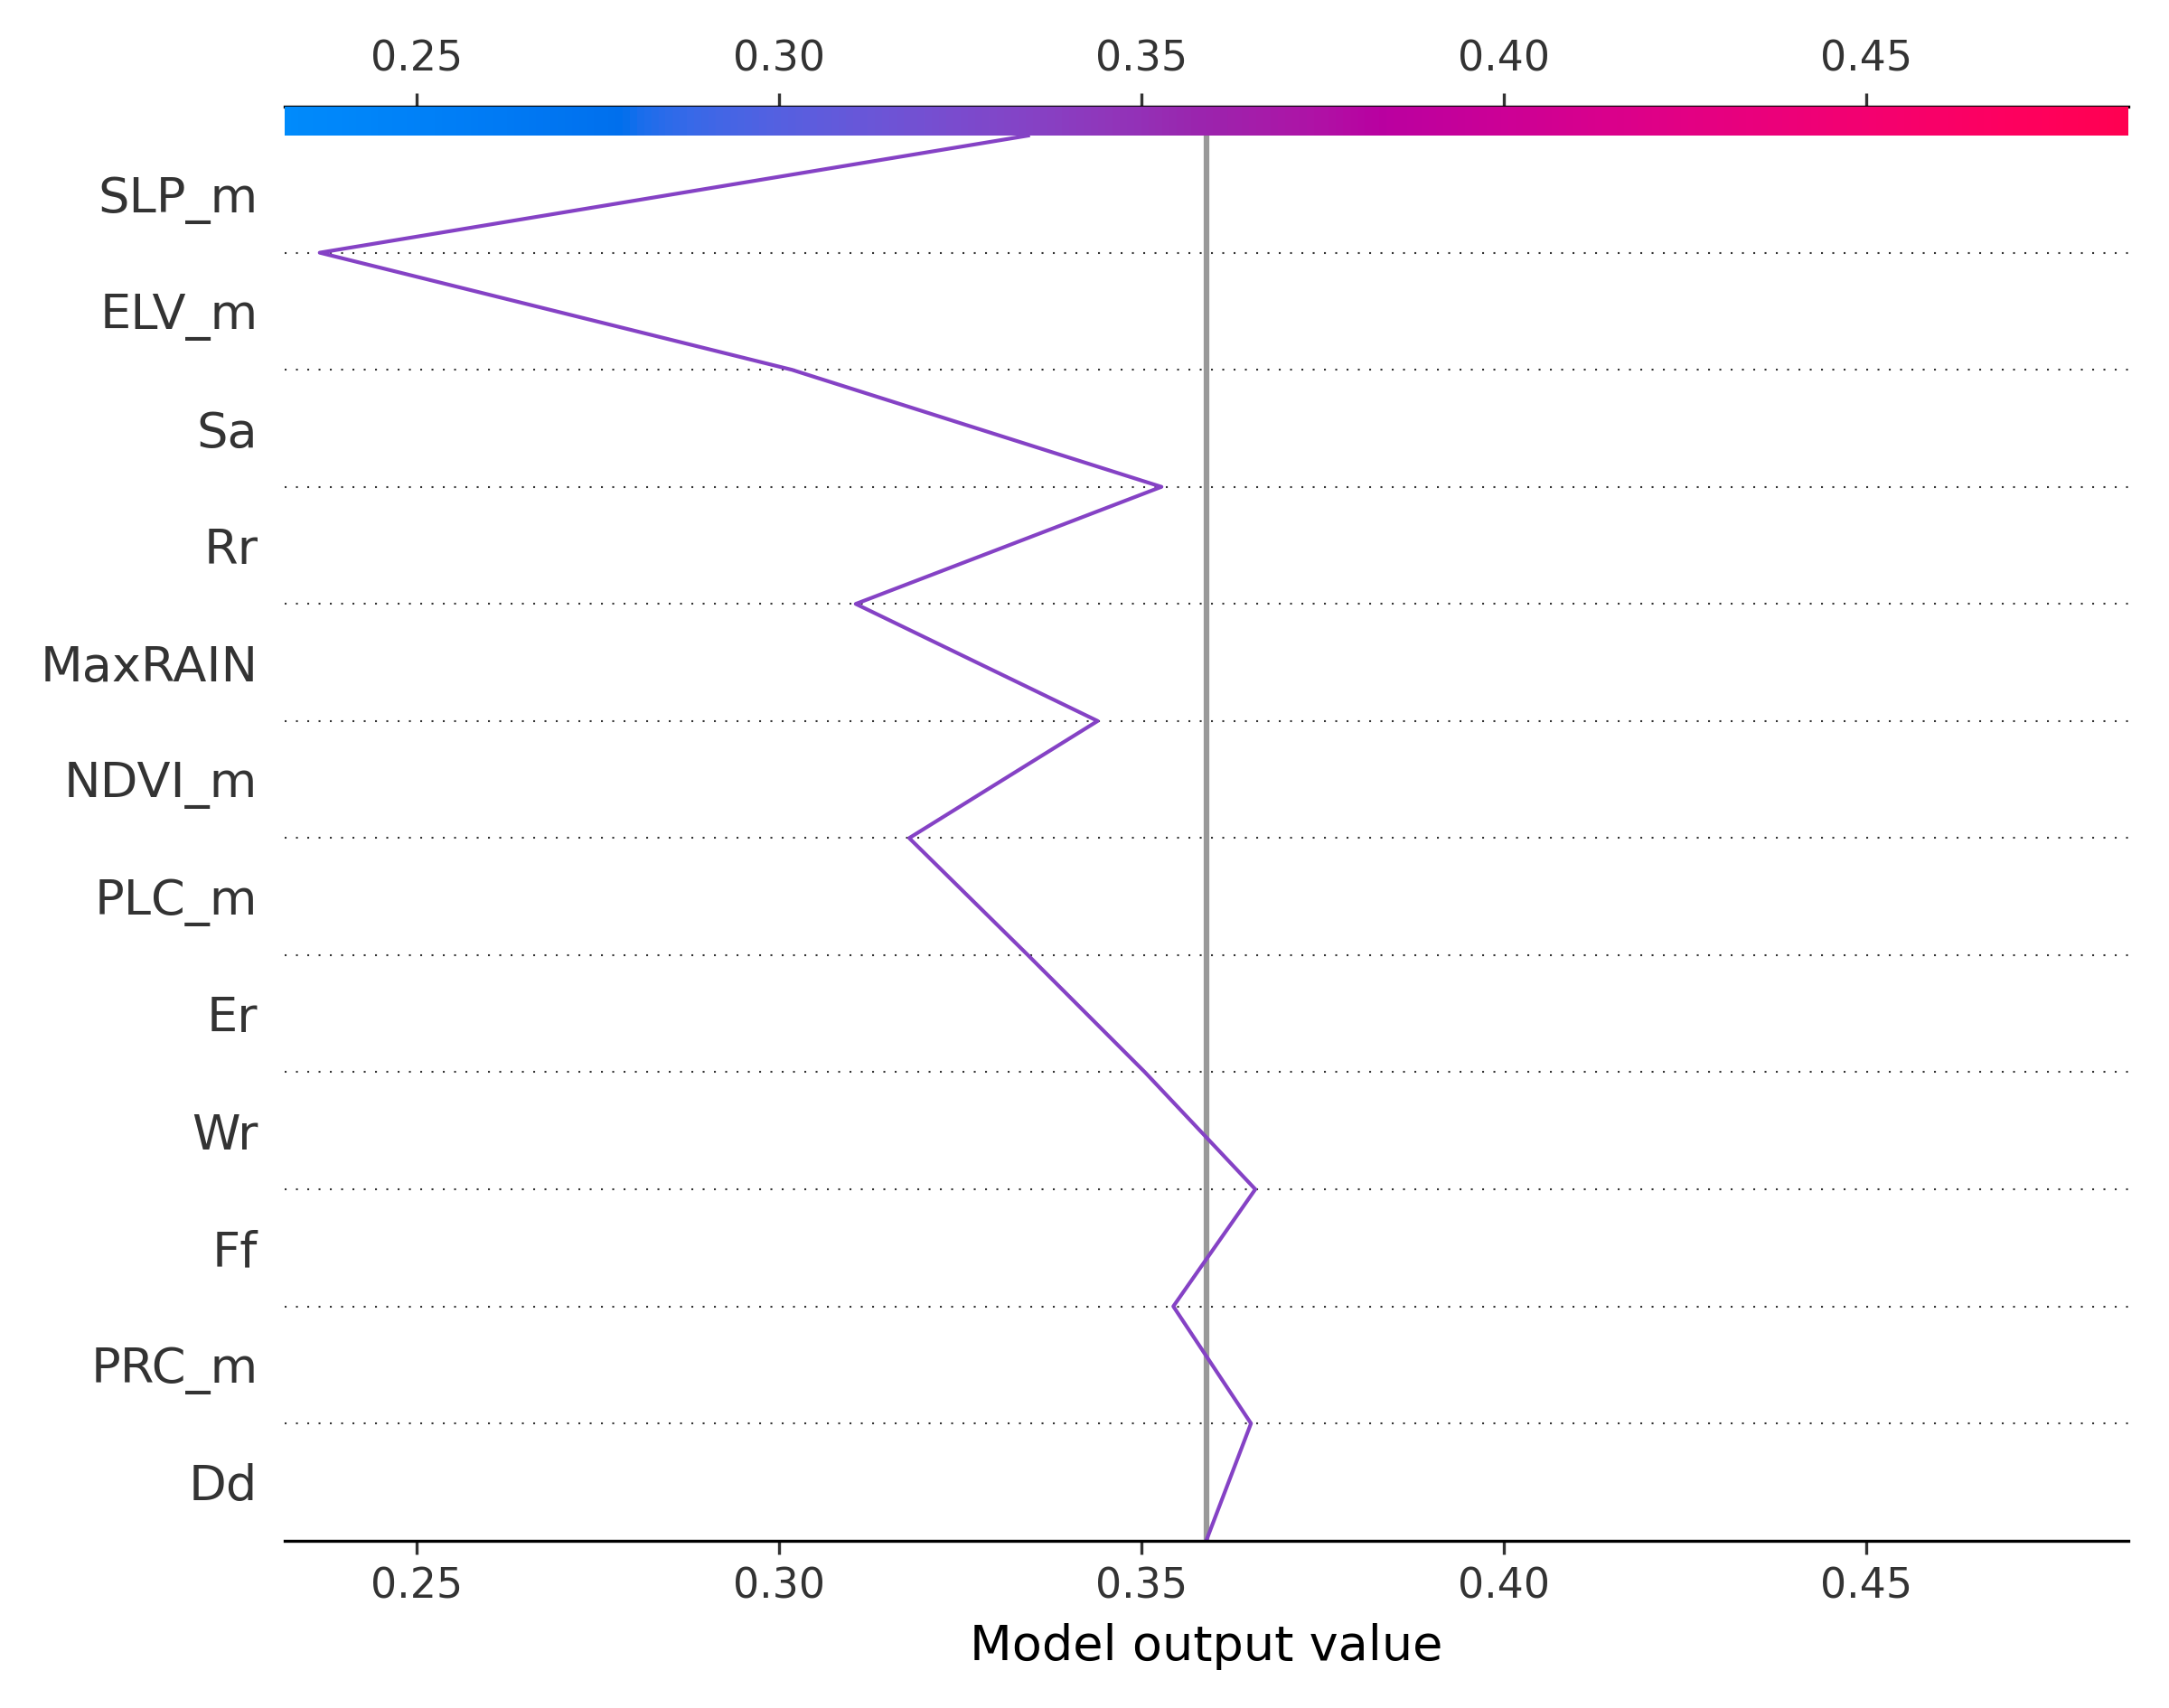 0.25 0.30 0.35 0.40 0.45
SLP_m
ELV_m
Sa
Rr
MaxRAIN
NDVI_m
PLC_m
Er
Wr
Ff
PRC_m
Dd
0.25 0.30 0.35 0.40 0.45
Model output value